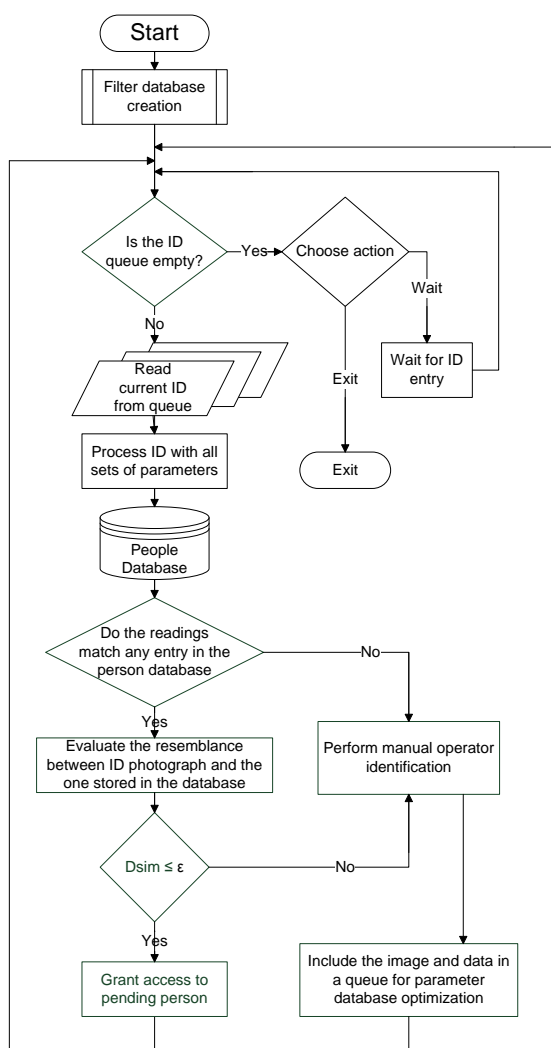 Start
Filter database
creation
Is the ID
queue empty?
Yes
Choose action
Wait
No
Wait for ID
entry
Read
current ID
from queue
Exit
Process ID with all
sets of parameters
Exit
People
Database
Do the readings
match any entry in the
person database
No
Yes
Evaluate the resemblance
between ID photograph and the
one stored in the database
Perform manual operator
identification
Dsim ≤ ε
No
Yes
Grant access to
pending person
Include the image and data in
a queue for parameter
database optimization